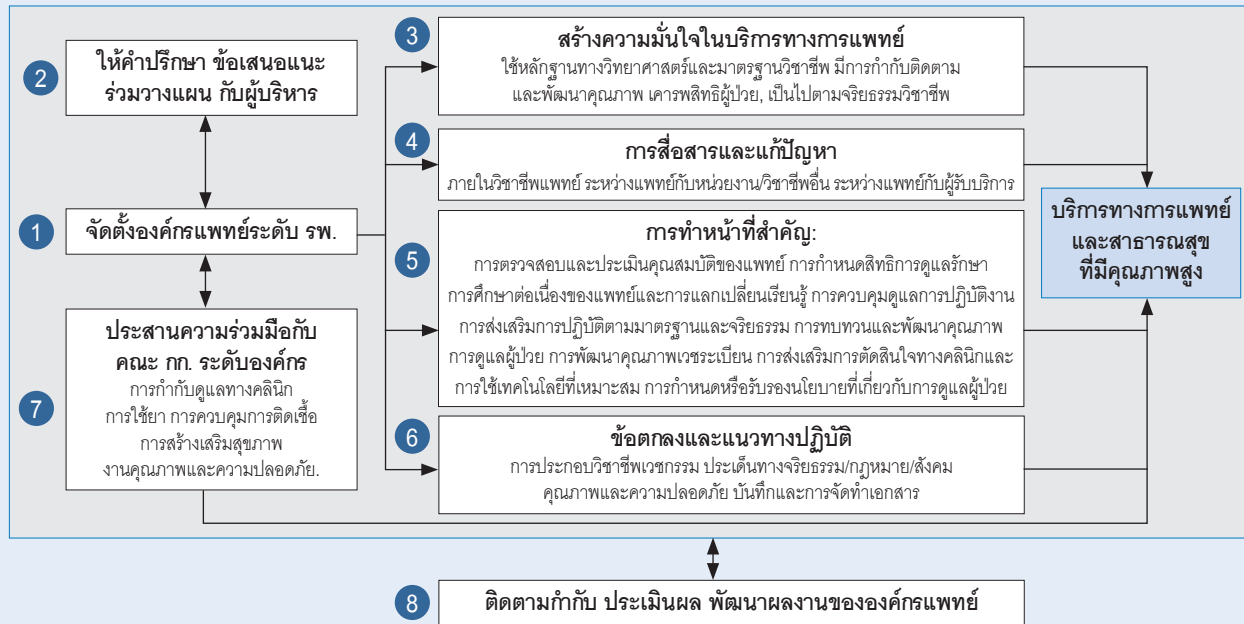 2
ให้คำปรึกษา ข้อเสนอแนะ
ร่วมวางแผน กับผู้บริหาร
1
จัดตั้งองค์กรแพทย์ระดับ รพ.
7
ประสานความร่วมมือกับ
คณะ กก. ระดับองค์กร
การกำกับดูแลทางคลินิก
การใช้ยา การควบคุมการติดเชื้อ
การสร้างเสริมสุขภาพ
งานคุณภาพและความปลอดภัย.
3
สร้างความมั่นใจในบริการทางการแพทย์
ใช้หลักฐานทางวิทยาศาสตร์และมาตรฐานวิชาชีพ มีการกำกับติดตาม
และพัฒนาคุณภาพ เคารพสิทธิผู้ป่วย, เป็นไปตามจริยธรรมวิชาชีพ
4
การสื่อสารและแก้ปัญหา
ภายในวิชาชีพแพทย์ ระหว่างแพทย์กับหน่วยงาน/วิชาชีพอื่น ระหว่างแพทย์กับผู้รับบริการ
5
การทำหน้าที่สำคัญ:
การตรวจสอบและประเมินคุณสมบัติของแพทย์ การกำหนดสิทธิการดูแลรักษา
การศึกษาต่อเนื่องของแพทย์และการแลกเปลี่ยนเรียนรู้ การควบคุมดูแลการปฏิบัติงาน
การส่งเสริมการปฏิบัติตามมาตรฐานและจริยธรรม การทบทวนและพัฒนาคุณภาพ
การดูแลผู้ป่วย การพัฒนาคุณภาพเวชระเบียน การส่งเสริมการตัดสินใจทางคลินิกและ
การใช้เทคโนโลยีที่เหมาะสม การกำหนดหรือรับรองนโยบายที่เกี่ยวกับการดูแลผู้ป่วย
6
ข้อตกลงและแนวทางปฏิบัติ
การประกอบวิชาชีพเวชกรรม ประเด็นทางจริยธรรม/กฎหมาย/สังคม
คุณภาพและความปลอดภัย บันทึกและการจัดทำเอกสาร
บริการทางการแพทย์
และสาธารณสุข
ที่มีคุณภาพสูง
8
ติดตามกำกับ ประเมินผล พัฒนาผลงานขององค์กรแพทย์